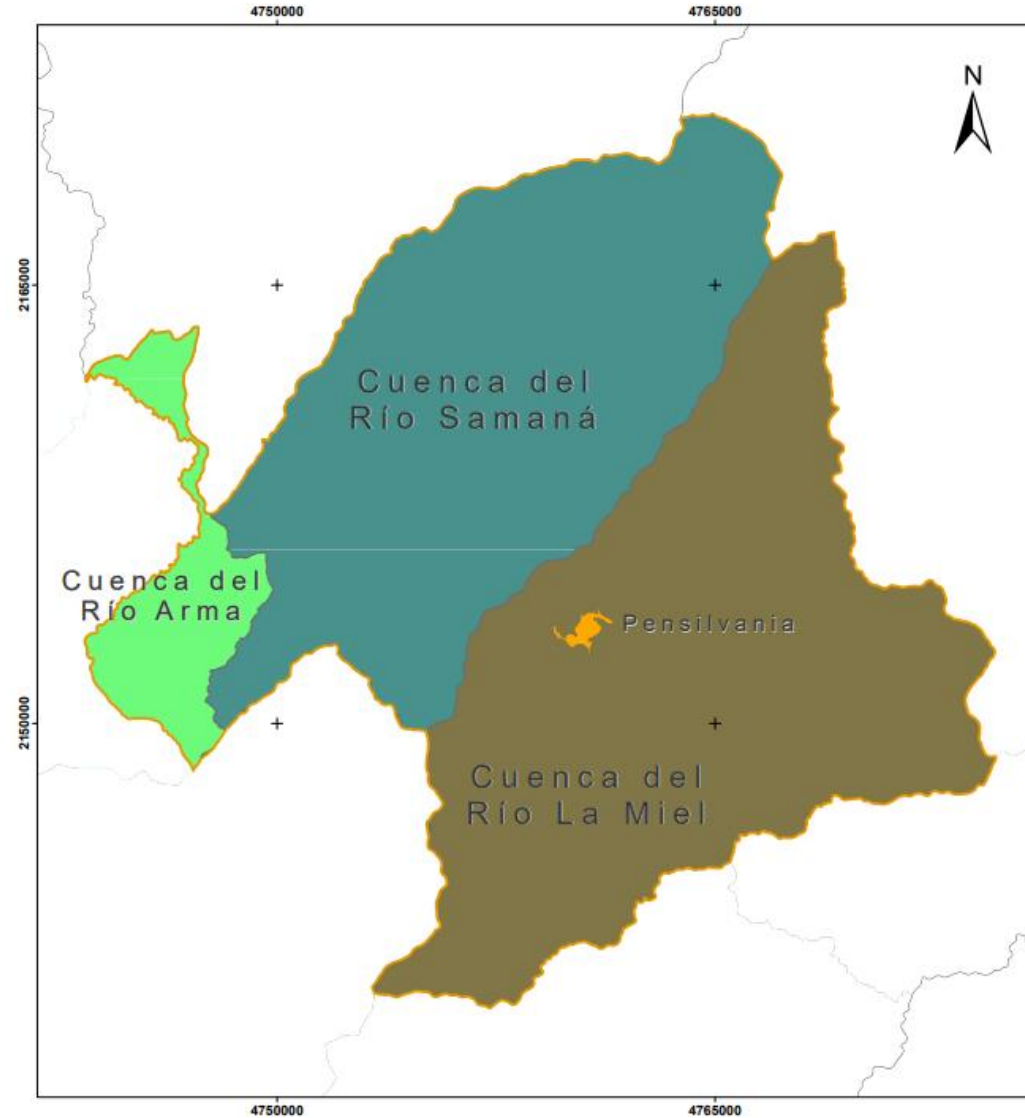 4750000
4765000
N
2165000
Cuenca del
Río Samaná
Cuenca del
Río Arma
Pensilvania
2150000
Cuenca del
Río La Miel
4750000
4765000